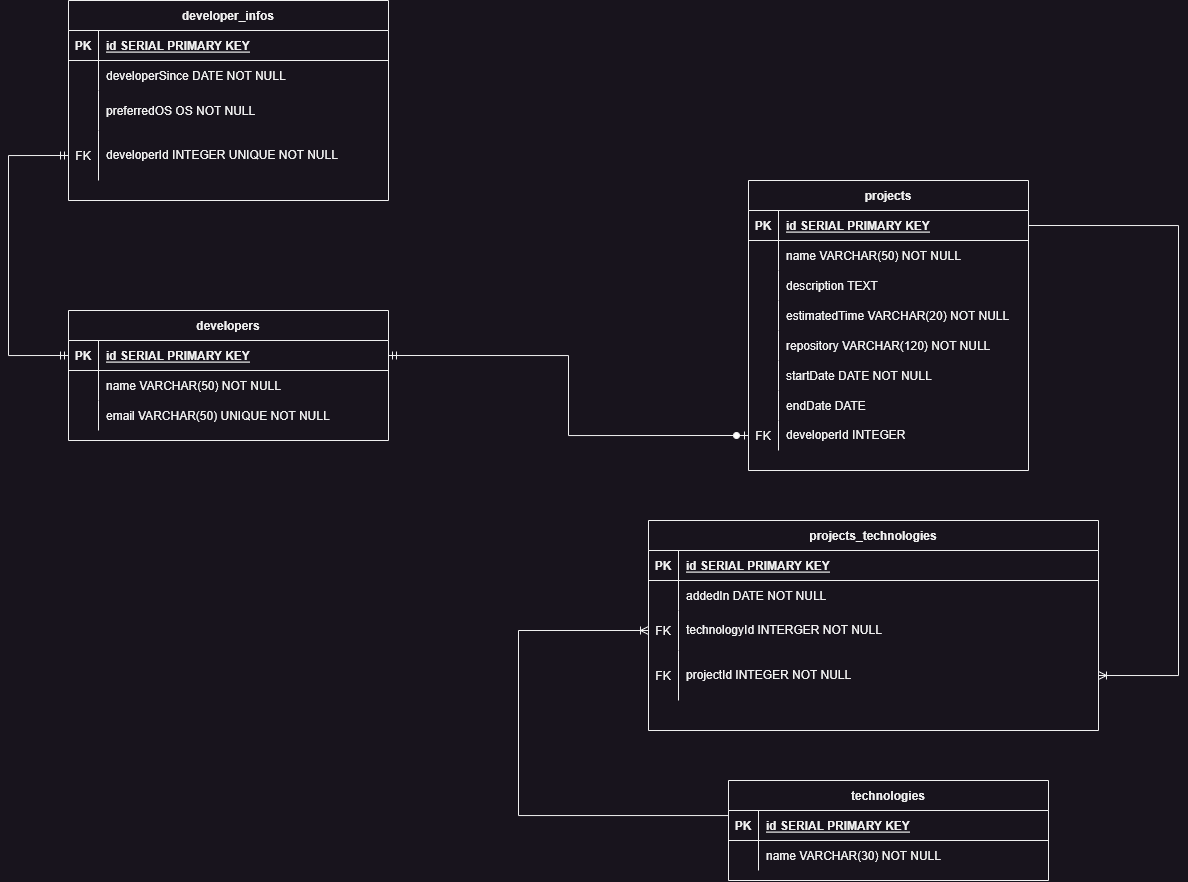 developer_infos
PK id SERIAL PRIMARY KEY
developerSince DATE NOT NULL
preferredOS OS NOT NULL
FK developerId INTEGER UNIQUE NOT NULL
developers
PK id SERIAL PRIMARY KEY
name VARCHAR(50) NOT NULL
email VARCHAR(50) UNIQUE NOT NULL
projects
PK id SERIAL PRIMARY KEY
name VARCHAR(50) NOT NULL
description TEXT
estimatedTime VARCHAR(20) NOT NULL
repository VARCHAR(120) NOT NULL
startDate DATE NOT NULL
endDate DATE
FK developerId INTEGER
projects_technologies
PK id SERIAL PRIMARY KEY
addedIn DATE NOT NULL
FK technologyId INTERGER NOT NULL
FK projectId INTEGER NOT NULL
technologies
PK id SERIAL PRIMARY KEY
name VARCHAR(30) NOT NULL